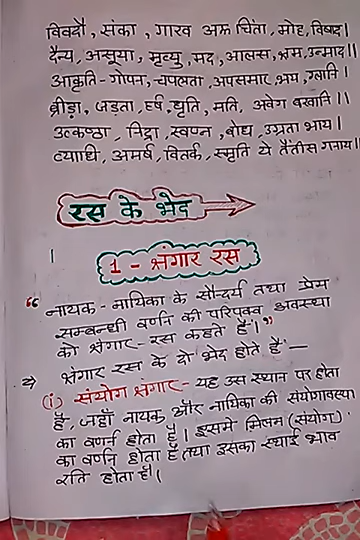 विवदौ, संका, गारव अरू चिंता, मोह, विषाद।
दैन्य, असूया, मृत्यु, मद, आलस, श्रम, उन्माद॥
आकृति-गोपन, चपलता, अपसमार, भय, ग्लानि।
व्रीड़ा, जड़ता, हर्ष, धृति, मति, आवेग बखानि॥
उत्कण्ठा, निद्रा, स्वप्न, बोध, उग्रता भाय।
व्याधि, अमर्ष, वितर्क, स्मृति ये तैंतीस गनाय॥
रस के भेद
1 - श्रंगार रस
“नायक-नायिका के सौन्दर्य तथा प्रेम
सम्बन्धी वर्णन की परिपक्व अवस्था
को श्रंगार-रस कहते हैं।”
श्रंगार रस के दो भेद होते हैं—
(i) संयोग श्रंगार - यह उस स्थान पर होता
है, जहाँ नायक और नायिका की संयोगावस्था
का वर्णन होता है। इसमे मिलन (संयोग)
का वर्णन होता है तथा इसका स्थाई भाव
रति होता है।